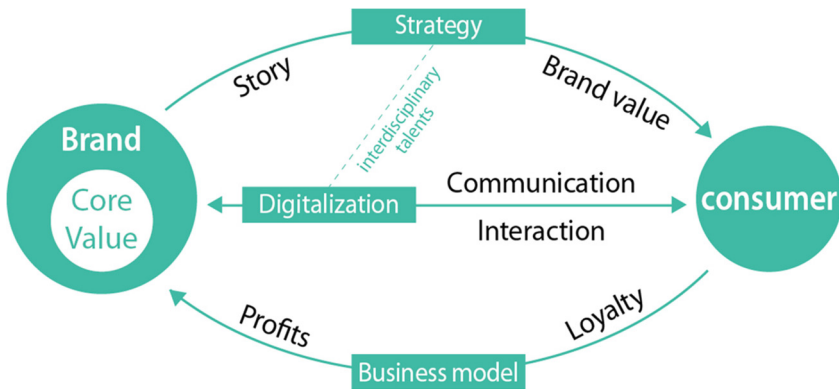 Strategy
Story
Brand value
interdisciplinary
talents
Brand
Core
Value
Digitalization
Communication
Interaction
consumer
Profits
Loyalty
Business model